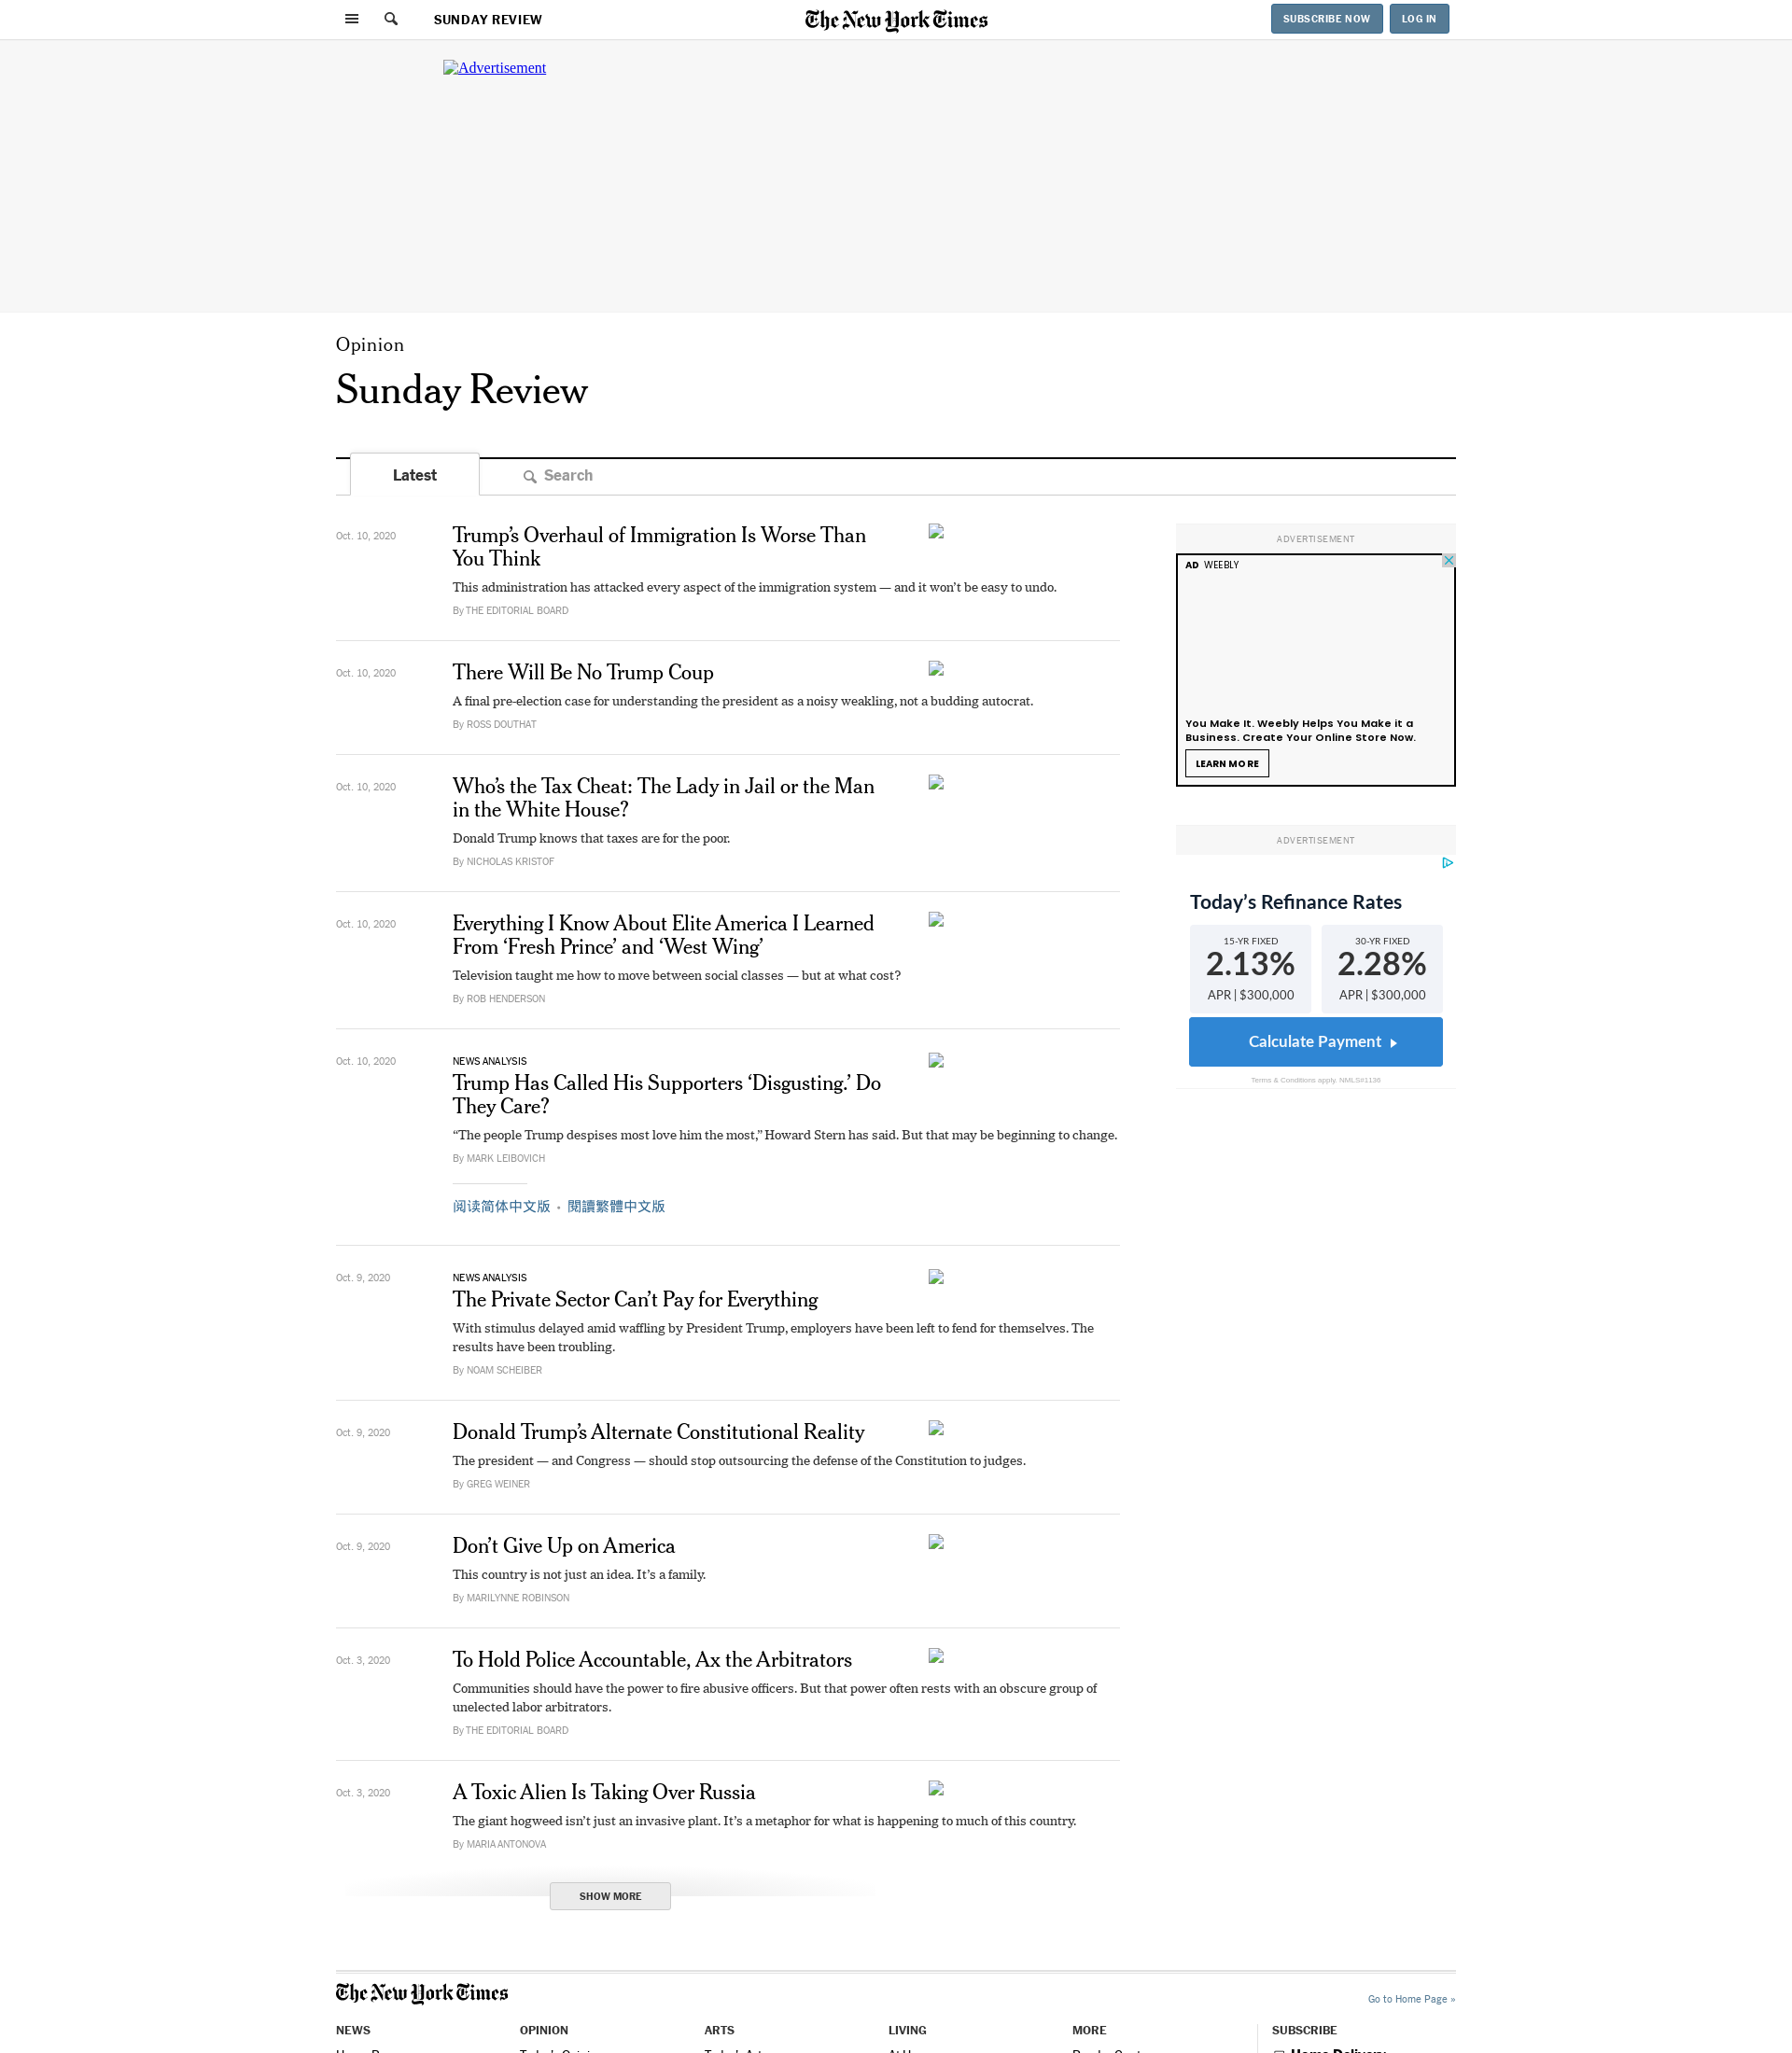 SUNDAY REVIEW
The New York Times
SUBSCRIBE NOW
LOG IN
Advertisement
Opinion
Sunday Review
Latest
Search
Oct. 10, 2020
Trump’s Overhaul of Immigration Is Worse Than
You Think
This administration has attacked every aspect of the immigration system — and it won’t be easy to undo.
By THE EDITORIAL BOARD
Oct. 10, 2020
There Will Be No Trump Coup
A final pre-election case for understanding the president as a noisy weakling, not a budding autocrat.
By ROSS DOUTHAT
Oct. 10, 2020
Who’s the Tax Cheat: The Lady in Jail or the Man
in the White House?
Donald Trump knows that taxes are for the poor.
By NICHOLAS KRISTOF
Oct. 10, 2020
Everything I Know About Elite America I Learned
From ‘Fresh Prince’ and ‘West Wing’
Television taught me how to move between social classes — but at what cost?
By ROB HENDERSON
Oct. 10, 2020
NEWS ANALYSIS
Trump Has Called His Supporters ‘Disgusting.’ Do
They Care?
“The people Trump despises most love him the most,” Howard Stern has said. But that may be beginning to change.
By MARK LEIBOVICH
阅读简体中文版 • 閱讀繁體中文版
Oct. 9, 2020
NEWS ANALYSIS
The Private Sector Can’t Pay for Everything
With stimulus delayed amid waffling by President Trump, employers have been left to fend for themselves. The
results have been troubling.
By NOAM SCHEIBER
Oct. 9, 2020
Donald Trump’s Alternate Constitutional Reality
The president — and Congress — should stop outsourcing the defense of the Constitution to judges.
By GREG WEINER
Oct. 9, 2020
Don’t Give Up on America
This country is not just an idea. It’s a family.
By MARILYNNE ROBINSON
Oct. 3, 2020
To Hold Police Accountable, Ax the Arbitrators
Communities should have the power to fire abusive officers. But that power often rests with an obscure group of
unelected labor arbitrators.
By THE EDITORIAL BOARD
Oct. 3, 2020
A Toxic Alien Is Taking Over Russia
The giant hogweed isn’t just an invasive plant. It’s a metaphor for what is happening to much of this country.
By MARIA ANTONOVA
SHOW MORE
ADVERTISEMENT
AD WEEBLY
You Make It. Weebly Helps You Make it a
Business. Create Your Online Store Now.
LEARN MORE
ADVERTISEMENT
Today’s Refinance Rates
15-YR FIXED
2.13%
APR | $300,000
30-YR FIXED
2.28%
APR | $300,000
Calculate Payment
Terms & Conditions apply. NMLS#1136
The New York Times
Go to Home Page »
NEWS
OPINION
ARTS
LIVING
MORE
SUBSCRIBE
Home Delivery